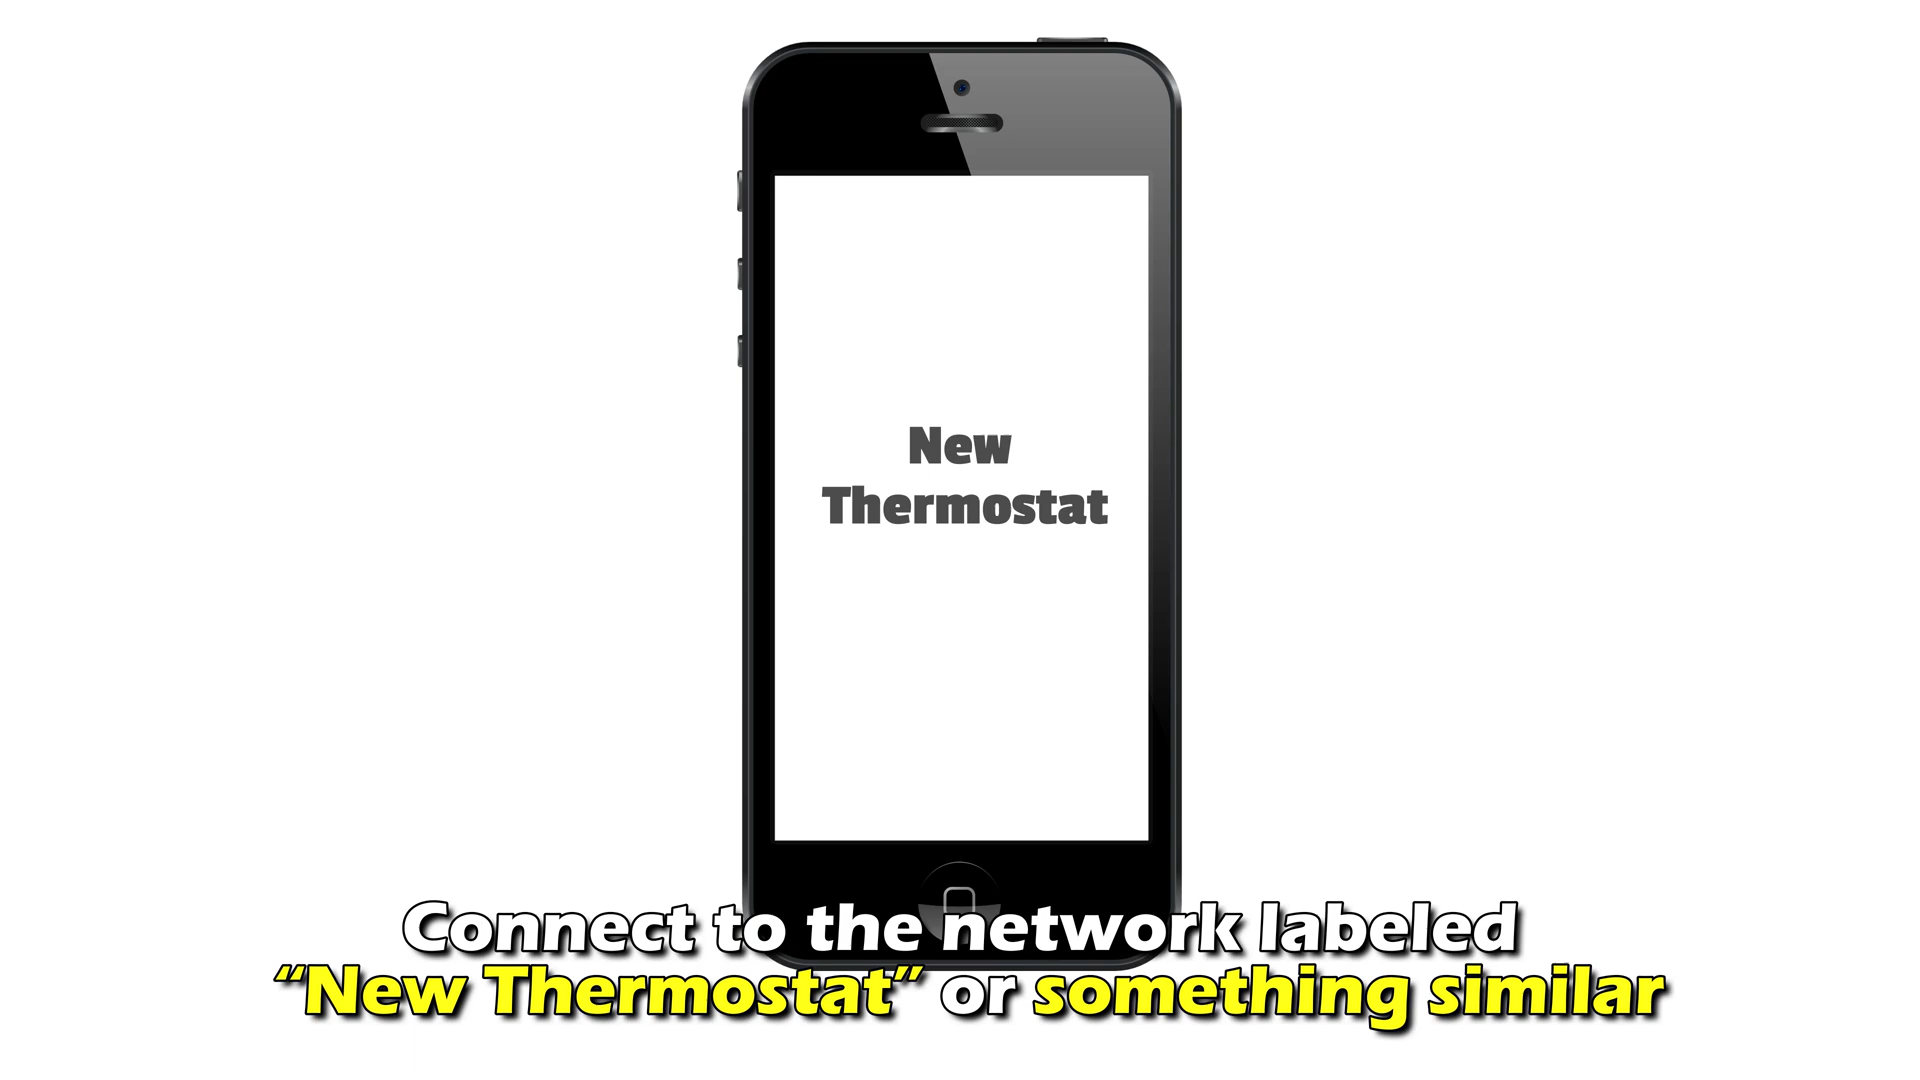 New
Thermostat
Connect to the network labeled
“New Thermostat” or something similar